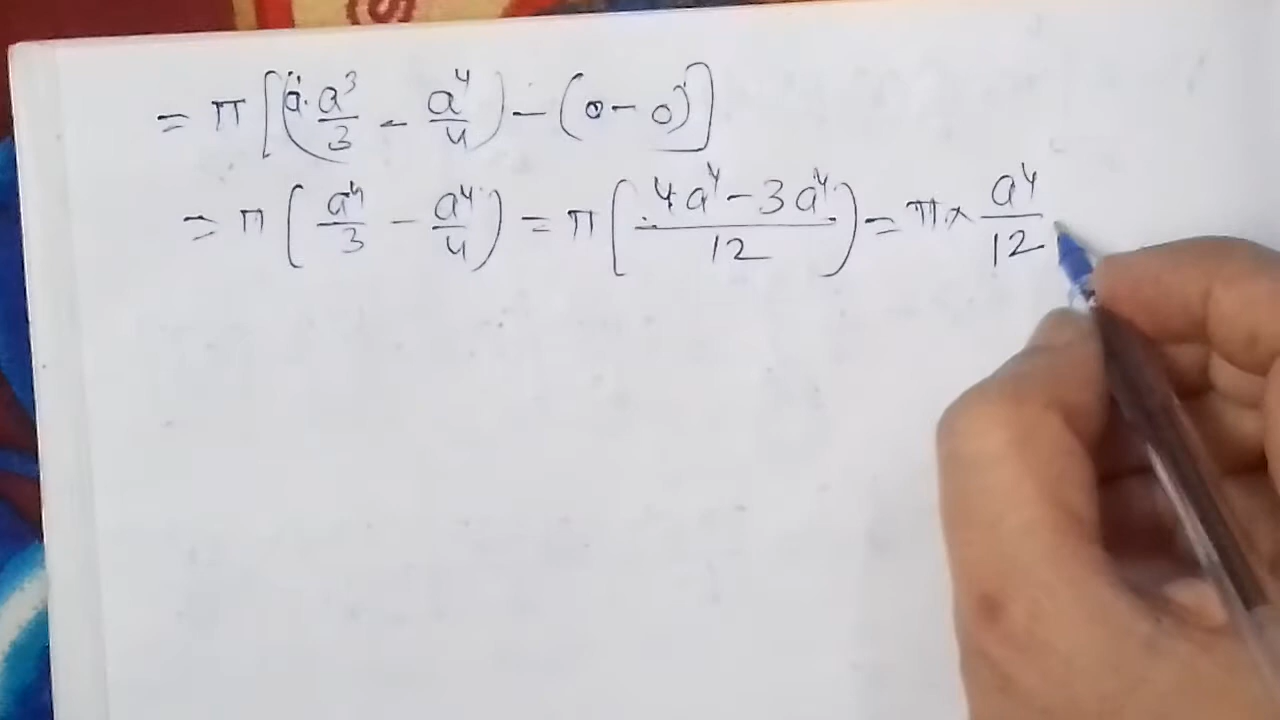 = π [(a · a³/3 - a⁴/4) - (0 - 0)]
= π (a⁴/3 - a⁴/4) = π ((4a⁴ - 3a⁴)/12) = π × a⁴/12